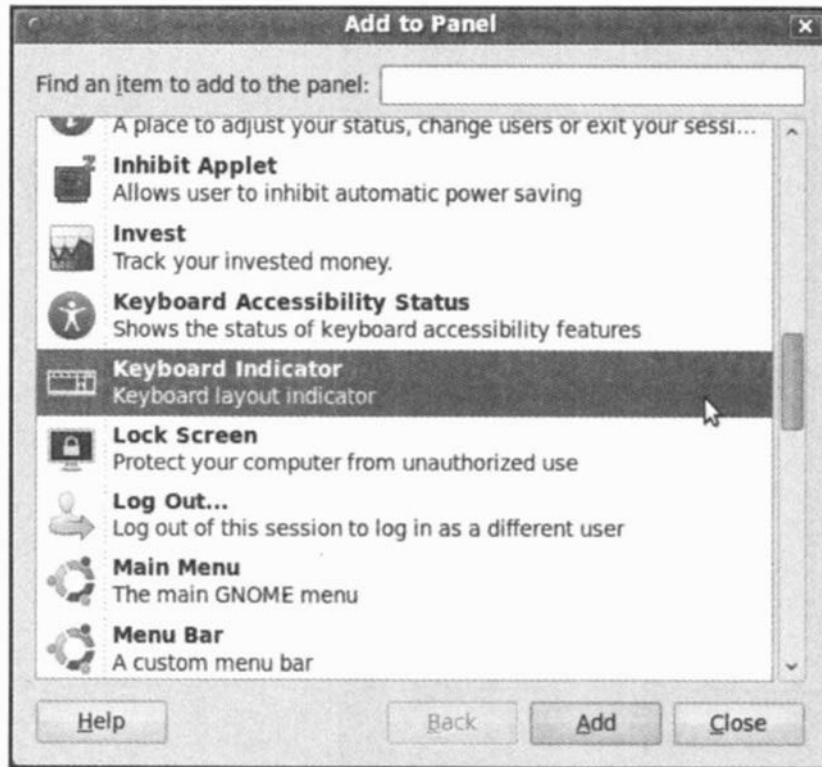 Add to Panel
Find an item to add to the panel:
A place to adjust your status, change users or exit your sessi...
Inhibit Applet
Allows user to inhibit automatic power saving
Invest
Track your invested money.
Keyboard Accessibility Status
Shows the status of keyboard accessibility features
Keyboard Indicator
Keyboard layout indicator
Lock Screen
Protect your computer from unauthorized use
Log Out...
Log out of this session to log in as a different user
Main Menu
The main GNOME menu
Menu Bar
A custom menu bar
Help Back Add Close